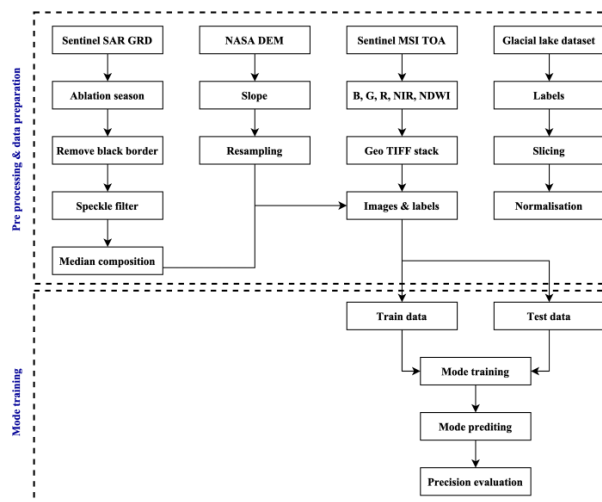 Pre processing & data preparation
Sentinel SAR GRD
NASA DEM
Sentinel MSI TOA
Glacial lake dataset
Ablation season
Slope
B, G, R, NIR, NDWI
Labels
Remove black border
Resampling
Geo TIFF stack
Slicing
Speckle filter
Images & labels
Normalisation
Median composition
Mode training
Train data
Test data
Mode training
Mode prediting
Precision evaluation